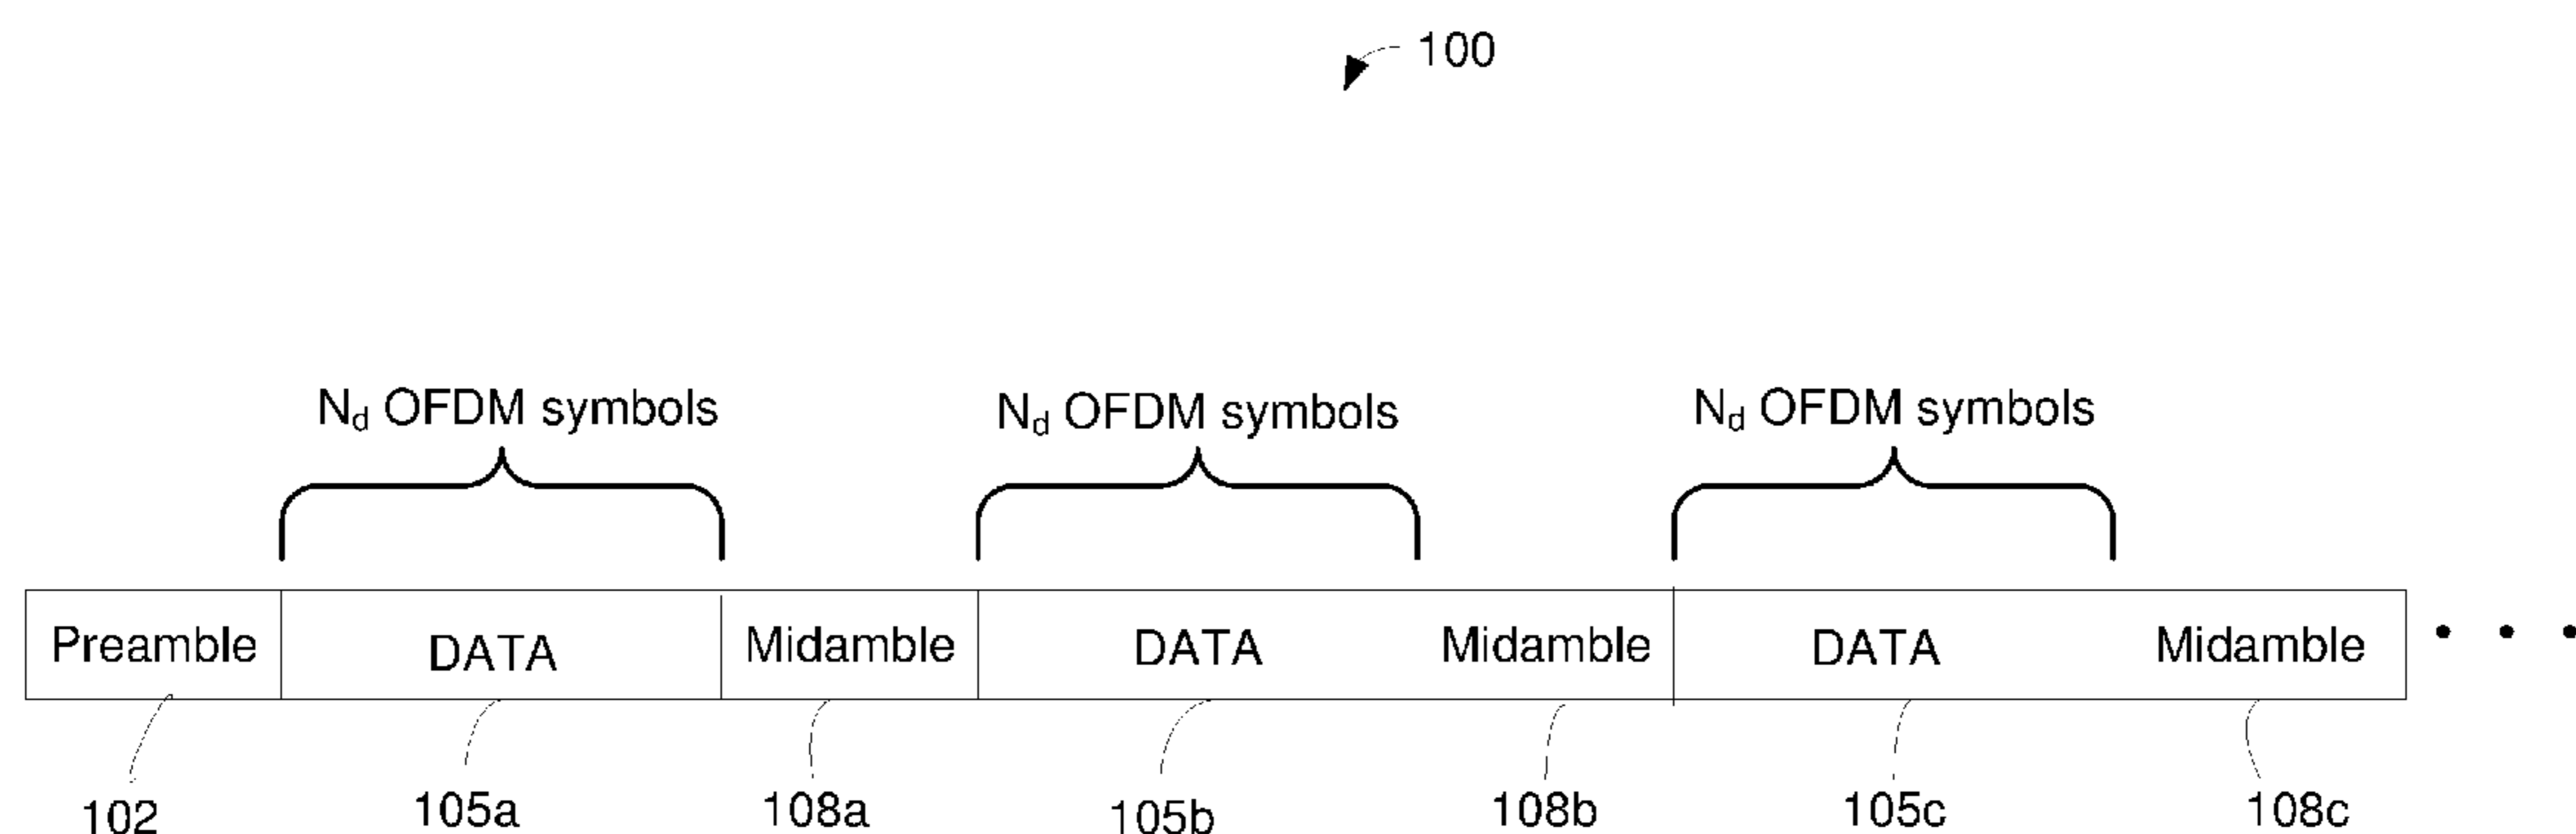 100
Nd OFDM symbols
Nd OFDM symbols
Nd OFDM symbols
Preamble
DATA
Midamble
DATA
Midamble
DATA
Midamble
• • •
102
105a
108a
105b
108b
105c
108c